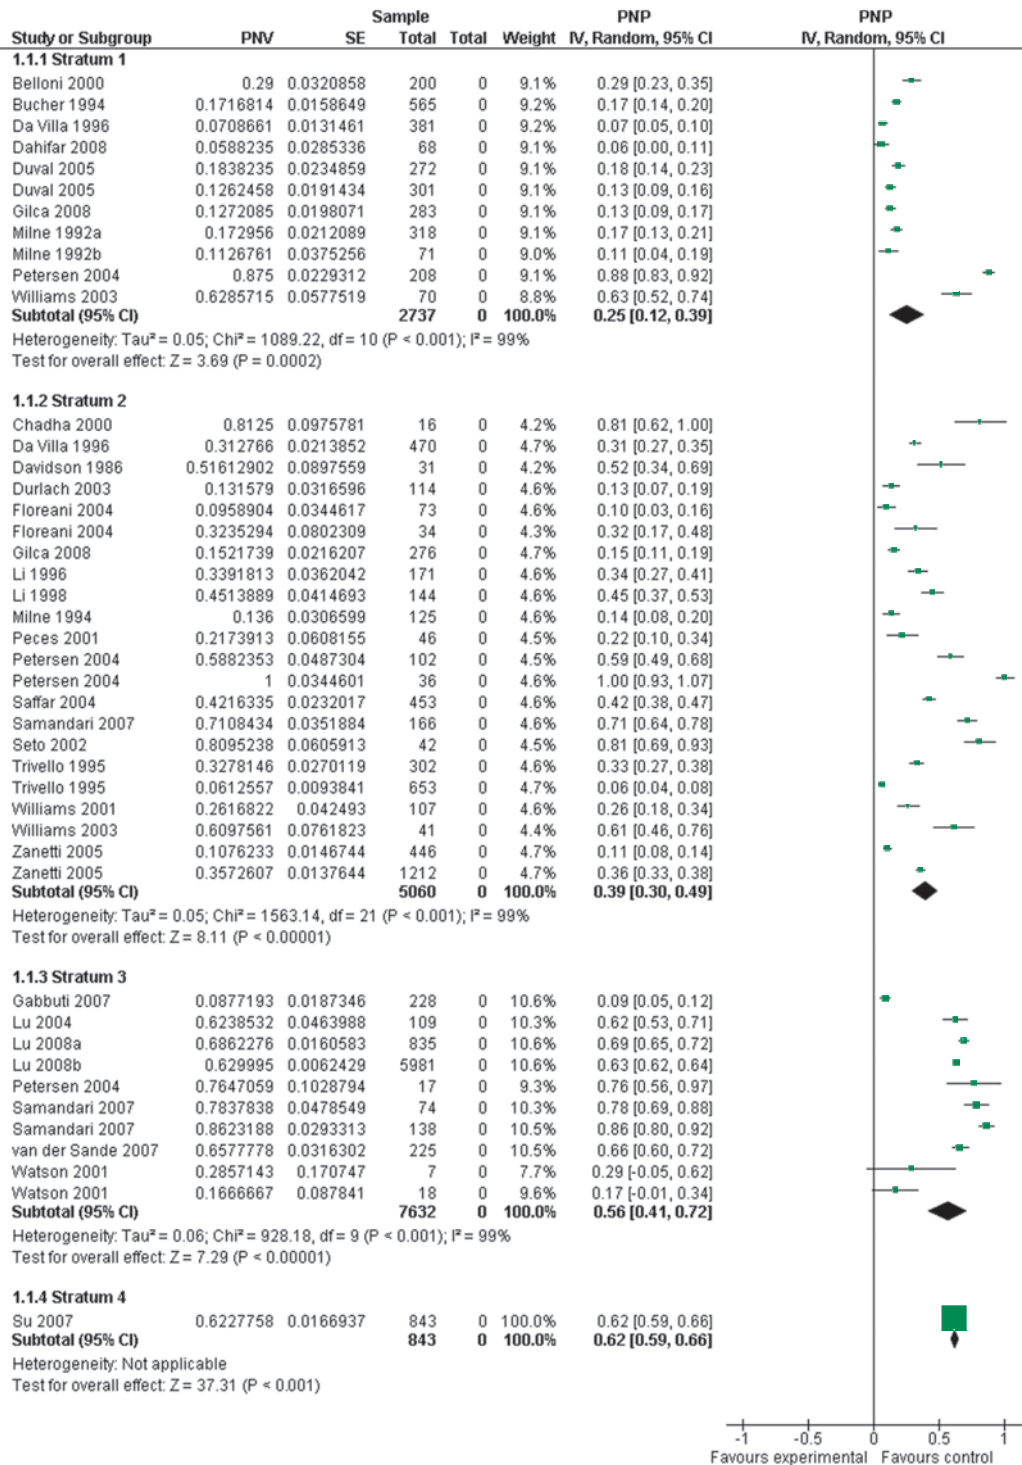 Sample PNP PNP
Study or Subgroup PNV SE Total Total Weight IV, Random, 95% CI IV, Random, 95% CI
1.1.1 Stratum 1
Belloni 2000 0.29 0.0320858 200 0 9.1% 0.29 [0.23, 0.35]
Bucher 1994 0.1716814 0.0158649 565 0 9.2% 0.17 [0.14, 0.20]
Da Villa 1996 0.0708661 0.0131461 381 0 9.2% 0.07 [0.05, 0.10]
Dahifar 2008 0.0588235 0.0285336 68 0 9.1% 0.06 [0.00, 0.11]
Duval 2005 0.1838235 0.0234859 272 0 9.1% 0.18 [0.14, 0.23]
Duval 2005 0.1262458 0.0191434 301 0 9.1% 0.13 [0.09, 0.16]
Gilca 2008 0.1272085 0.0198071 283 0 9.1% 0.13 [0.09, 0.17]
Milne 1992a 0.172956 0.0212089 318 0 9.1% 0.17 [0.13, 0.21]
Milne 1992b 0.1126761 0.0375256 71 0 9.0% 0.11 [0.04, 0.19]
Petersen 2004 0.875 0.0229312 208 0 9.1% 0.88 [0.83, 0.92]
Williams 2003 0.6285715 0.0577519 70 0 8.8% 0.63 [0.52, 0.74]
Subtotal (95% CI) 2737 0 100.0% 0.25 [0.12, 0.39]
Heterogeneity: Tau² = 0.05; Chi² = 1089.22, df = 10 (P < 0.001); I² = 99%
Test for overall effect: Z = 3.69 (P = 0.0002)
1.1.2 Stratum 2
Chadha 2000 0.8125 0.0975781 16 0 4.2% 0.81 [0.62, 1.00]
Da Villa 1996 0.312766 0.0213852 470 0 4.7% 0.31 [0.27, 0.35]
Davidson 1986 0.51612902 0.0897559 31 0 4.2% 0.52 [0.34, 0.69]
Durlach 2003 0.131579 0.0316596 114 0 4.6% 0.13 [0.07, 0.19]
Floreani 2004 0.0958904 0.0344617 73 0 4.6% 0.10 [0.03, 0.16]
Floreani 2004 0.3235294 0.0802309 34 0 4.3% 0.32 [0.17, 0.48]
Gilca 2008 0.1521739 0.0216207 276 0 4.7% 0.15 [0.11, 0.19]
Li 1996 0.3391813 0.0362042 171 0 4.6% 0.34 [0.27, 0.41]
Li 1998 0.4513889 0.0414693 144 0 4.6% 0.45 [0.37, 0.53]
Milne 1994 0.136 0.0306599 125 0 4.6% 0.14 [0.08, 0.20]
Peces 2001 0.2173913 0.0608155 46 0 4.5% 0.22 [0.10, 0.34]
Petersen 2004 0.5882353 0.0487304 102 0 4.5% 0.59 [0.49, 0.68]
Petersen 2004 1 0.0344601 36 0 4.6% 1.00 [0.93, 1.07]
Saffar 2004 0.4216335 0.0232017 453 0 4.6% 0.42 [0.38, 0.47]
Samandari 2007 0.7108434 0.0351884 166 0 4.6% 0.71 [0.64, 0.78]
Seto 2002 0.8095238 0.0605913 42 0 4.5% 0.81 [0.69, 0.93]
Trivello 1995 0.3278146 0.0270119 302 0 4.6% 0.33 [0.27, 0.38]
Trivello 1995 0.0612557 0.0093841 653 0 4.7% 0.06 [0.04, 0.08]
Williams 2001 0.2616822 0.042493 107 0 4.6% 0.26 [0.18, 0.34]
Williams 2003 0.6097561 0.0761823 41 0 4.4% 0.61 [0.46, 0.76]
Zanetti 2005 0.1076233 0.0146744 446 0 4.7% 0.11 [0.08, 0.14]
Zanetti 2005 0.3572607 0.0137644 1212 0 4.7% 0.36 [0.33, 0.38]
Subtotal (95% CI) 5060 0 100.0% 0.39 [0.30, 0.49]
Heterogeneity: Tau² = 0.05; Chi² = 1563.14, df = 21 (P < 0.001); I² = 99%
Test for overall effect: Z = 8.11 (P < 0.00001)
1.1.3 Stratum 3
Gabbuti 2007 0.0877193 0.0187346 228 0 10.6% 0.09 [0.05, 0.12]
Lu 2004 0.6238532 0.0463988 109 0 10.3% 0.62 [0.53, 0.71]
Lu 2008a 0.6862276 0.0160583 835 0 10.6% 0.69 [0.65, 0.72]
Lu 2008b 0.629995 0.0062429 5981 0 10.6% 0.63 [0.62, 0.64]
Petersen 2004 0.7647059 0.1028794 17 0 9.3% 0.76 [0.56, 0.97]
Samandari 2007 0.7837838 0.0478549 74 0 10.3% 0.78 [0.69, 0.88]
Samandari 2007 0.8623188 0.0293313 138 0 10.5% 0.86 [0.80, 0.92]
van der Sande 2007 0.6577778 0.0316302 225 0 10.5% 0.66 [0.60, 0.72]
Watson 2001 0.2857143 0.170747 7 0 7.7% 0.29 [-0.05, 0.62]
Watson 2001 0.1666667 0.087841 18 0 9.6% 0.17 [-0.01, 0.34]
Subtotal (95% CI) 7632 0 100.0% 0.56 [0.41, 0.72]
Heterogeneity: Tau² = 0.06; Chi² = 928.18, df = 9 (P < 0.001); I² = 99%
Test for overall effect: Z = 7.29 (P < 0.00001)
1.1.4 Stratum 4
Su 2007 0.6227758 0.0166937 843 0 100.0% 0.62 [0.59, 0.66]
Subtotal (95% CI) 843 0 100.0% 0.62 [0.59, 0.66]
Heterogeneity: Not applicable
Test for overall effect: Z = 37.31 (P < 0.001)
-1 -0.5 0 0.5 1
Favours experimental Favours control